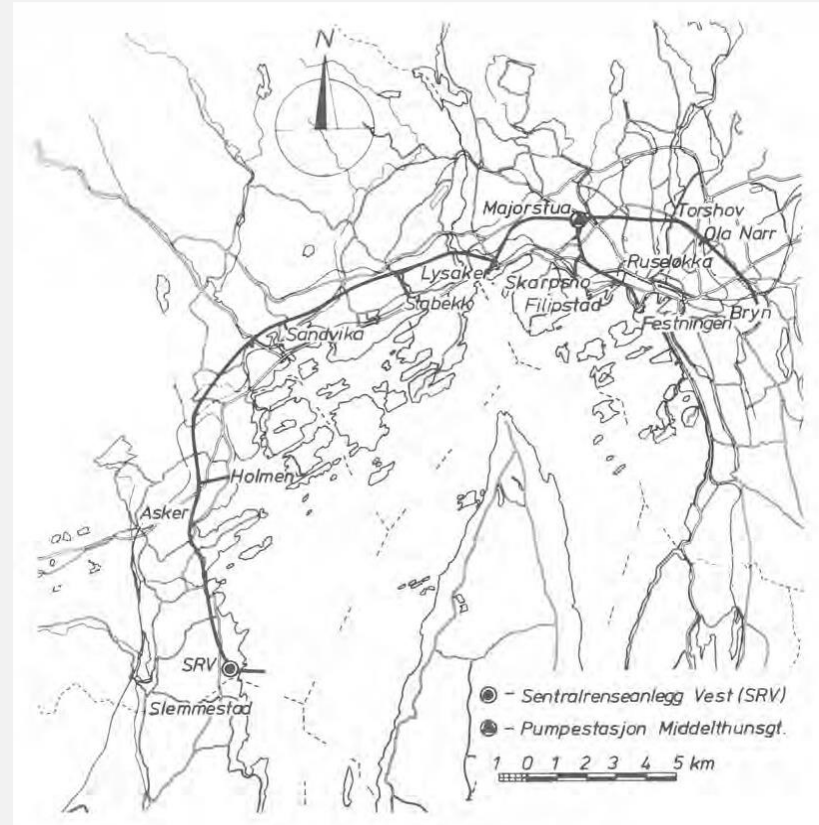 N
Majorstua
Torshov
Ola Narr
Ruseløkka
Lysaker
Skarpsno
Stabekk
Filipstad
Bryn
Festningen
Sandvika
Holmen
Asker
SRV
Slemmestad
- Sentralrenseanlegg Vest (SRV)
- Pumpestasjon Middelthunsgt.
1 0 1 2 3 4 5 km